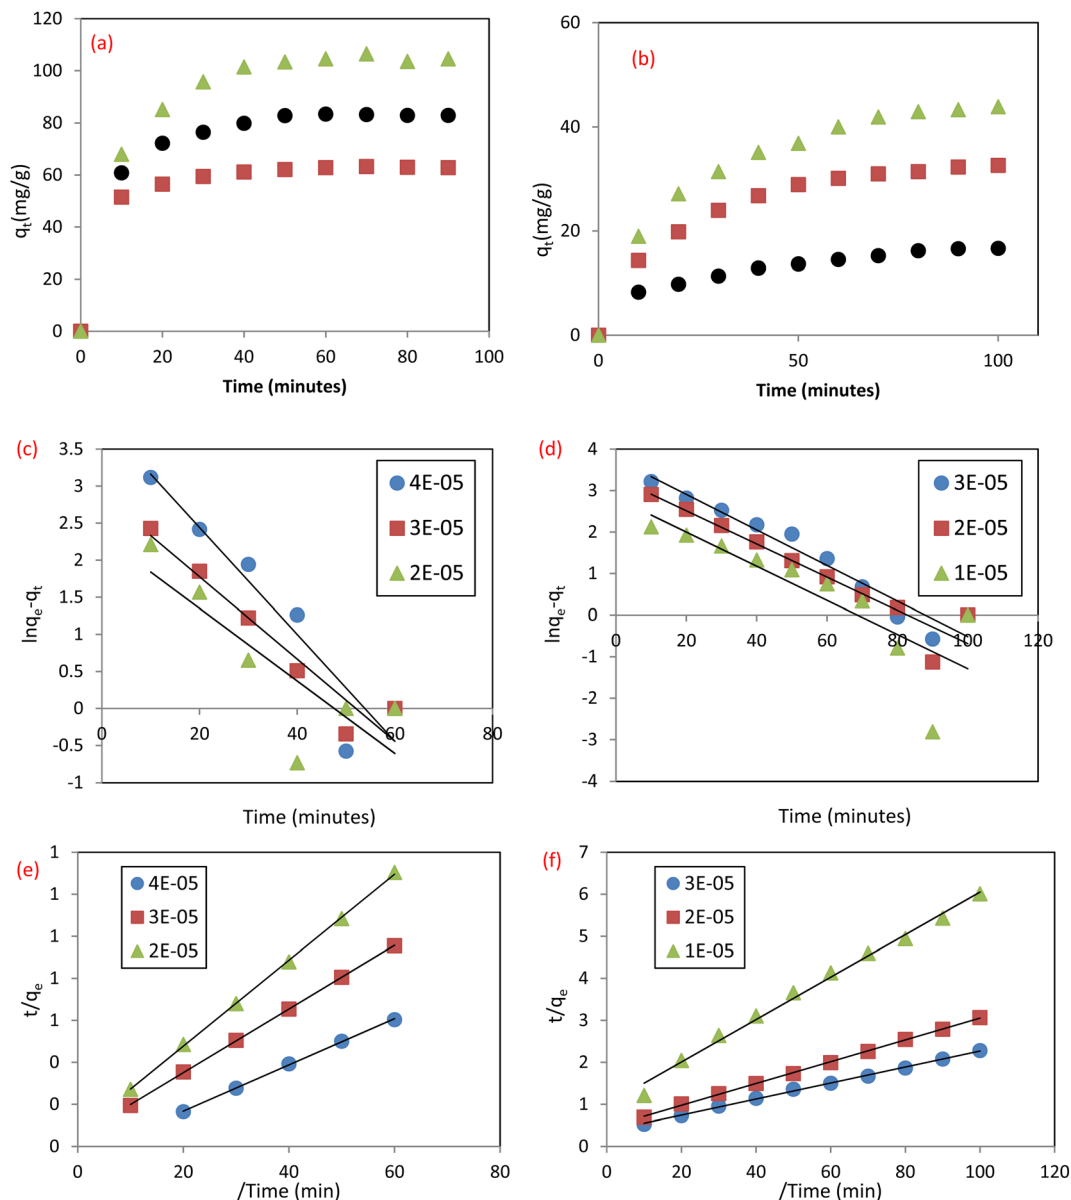 (a)
120
100
80
60
40
20
0
qt(mg/g)
0 20 40 60 80 100
Time (minutes)
(b)
60
40
20
0
qt(mg/g)
0 50 100
Time (minutes)
(c)
3.5
3
2.5
2
1.5
1
0.5
0
-0.5
-1
lnqe-qt
0 20 40 60 80
4E-05
3E-05
2E-05
Time (minutes)
(d)
4
3
2
1
0
-1
-2
-3
-4
lnqe-qt
0 20 40 60 80 100 120
3E-05
2E-05
1E-05
Time (minutes)
(e)
1
1
1
1
1
0
0
0
t/qe
4E-05
3E-05
2E-05
0 20 40 60 80
/Time (min)
(f)
7
6
5
4
3
2
1
0
t/qe
3E-05
2E-05
1E-05
0 20 40 60 80 100 120
/Time (min)